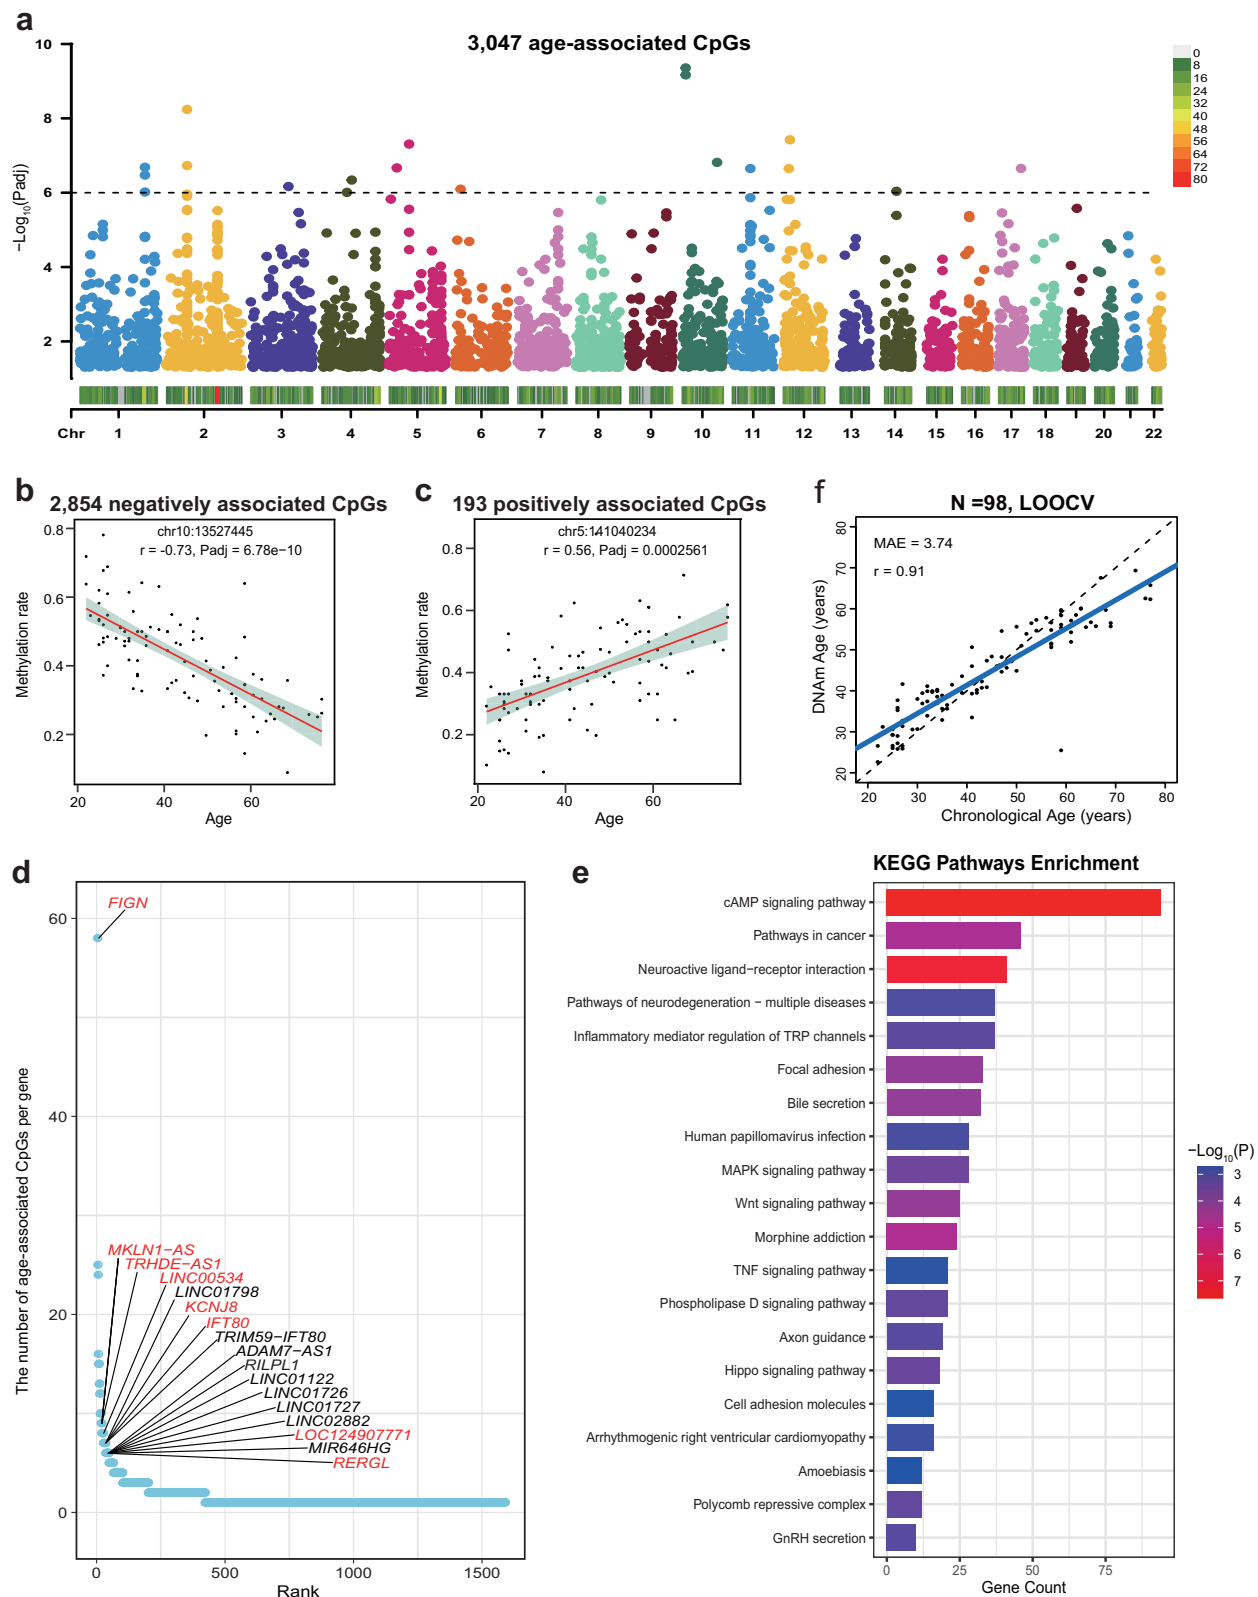 a
3,047 age-associated CpGs
10
8
6
4
2
−Log10(Padj)
0
8
16
24
32
40
48
56
64
72
80
Chr 1 2 3 4 5 6 7 8 9 10 11 12 13 14 15 16 17 18 20 22
b
2,854 negatively associated CpGs
chr10:13527445
r = -0.73, Padj = 6.78e−10
0.8
0.6
0.4
0.2
Methylation rate
20 40 60
Age
c
193 positively associated CpGs
chr5:141040234
r = 0.56, Padj = 0.0002561
0.8
0.6
0.4
0.2
Methylation rate
20 40 60
Age
f
N =98, LOOCV
MAE = 3.74
r = 0.91
80
70
60
50
40
30
20
DNAm Age (years)
20 30 40 50 60 70 80
Chronological Age (years)
d
60
40
20
0
The number of age-associated CpGs per gene
FIGN
MKLN1−AS
TRHDE−AS1
LINC00534
LINC01798
KCNJ8
IFT80
TRIM59−IFT80
ADAM7−AS1
RILPL1
LINC01122
LINC01726
LINC01727
LINC02882
LOC124907771
MIR646HG
RERGL
0 500 1000 1500
Rank
e
KEGG Pathways Enrichment
cAMP signaling pathway
Pathways in cancer
Neuroactive ligand−receptor interaction
Pathways of neurodegeneration − multiple diseases
Inflammatory mediator regulation of TRP channels
Focal adhesion
Bile secretion
Human papillomavirus infection
MAPK signaling pathway
Wnt signaling pathway
Morphine addiction
TNF signaling pathway
Phospholipase D signaling pathway
Axon guidance
Hippo signaling pathway
Cell adhesion molecules
Arrhythmogenic right ventricular cardiomyopathy
Amoebiasis
Polycomb repressive complex
GnRH secretion
0 25 50 75
Gene Count
−Log10(P)
3
4
5
6
7